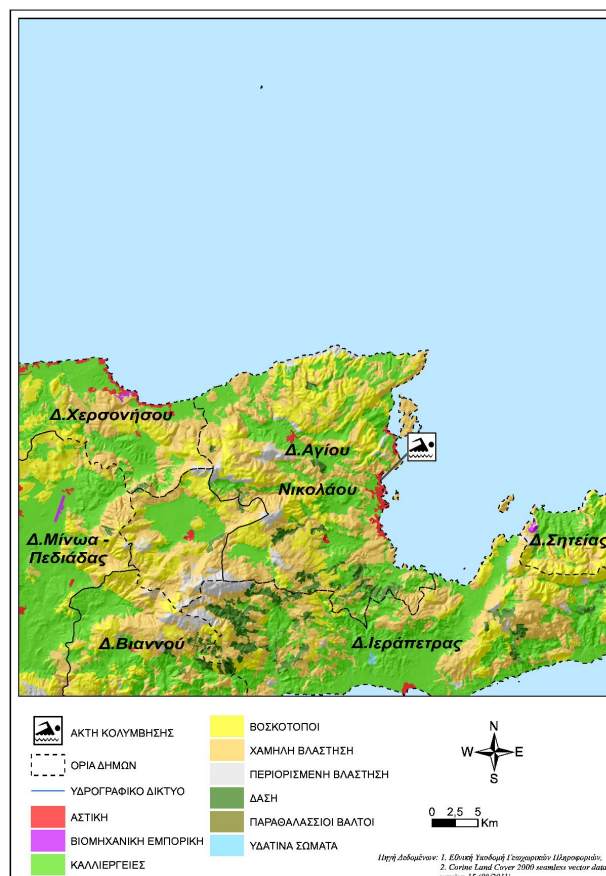 Δ.Χερσονήσου
Δ.Αγίου
Νικολάου
Δ.Μίνωα -
Πεδιάδας
Δ.Σητείας
Δ.Βιαννού
Δ.Ιεράπετρας
ΑΚΤΗ ΚΟΛΥΜΒΗΣΗΣ
ΟΡΙΑ ΔΗΜΩΝ
ΥΔΡΟΓΡΑΦΙΚΟ ΔΙΚΤΥΟ
ΑΣΤΙΚΗ
ΒΙΟΜΗΧΑΝΙΚΗ ΕΜΠΟΡΙΚΗ
ΚΑΛΛΙΕΡΓΕΙΕΣ
ΒΟΣΚΟΤΟΠΟΙ
ΧΑΜΗΛΗ ΒΛΑΣΤΗΣΗ
ΠΕΡΙΟΡΙΣΜΕΝΗ ΒΛΑΣΤΗΣΗ
ΔΑΣΗ
ΠΑΡΑΘΑΛΑΣΣΙΟΙ ΒΑΛΤΟΙ
ΥΔΑΤΙΝΑ ΣΩΜΑΤΑ
N
W E
S
0 2,5 5
Km
Πηγή Δεδομένων: 1. Εθνική Υποδομή Γεωχωρικών Πληροφοριών,
2. Corine Land Cover 2000 seamless vector data